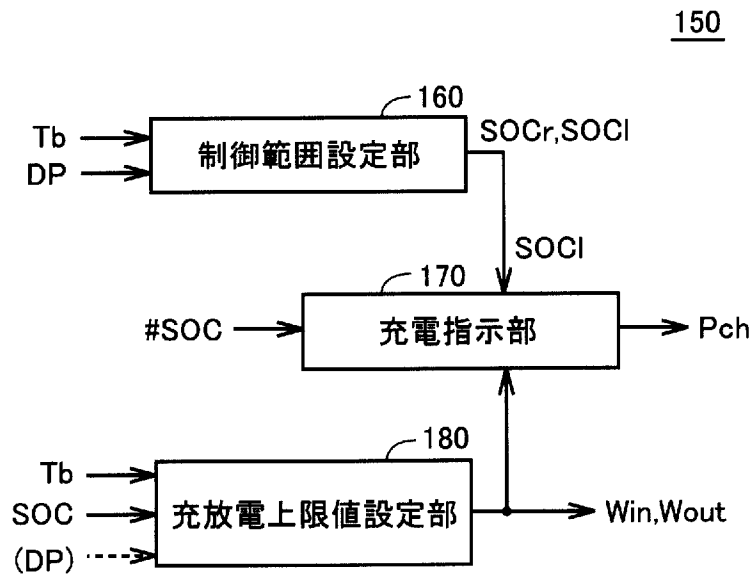 150
160
Tb
DP
制御範囲設定部
SOCr,SOCl
SOCl
170
#SOC
充電指示部
Pch
180
Tb
SOC
(DP)
充放電上限値設定部
Win,Wout